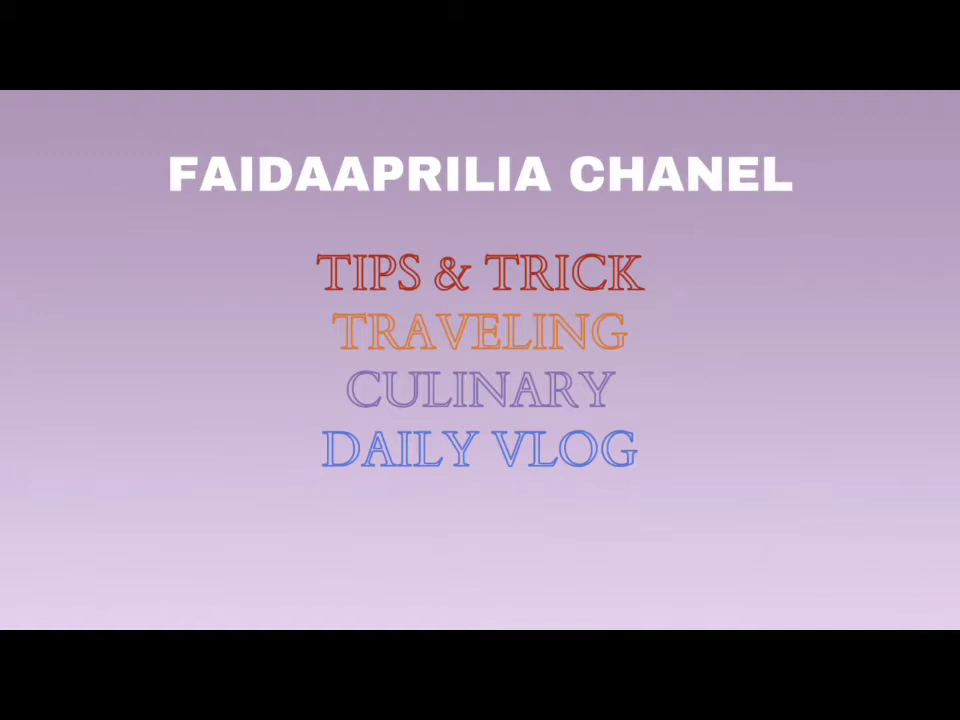 FAIDAAPRILIA CHANEL
TIPS & TRICK
TRAVELING
CULINARY
DAILY VLOG